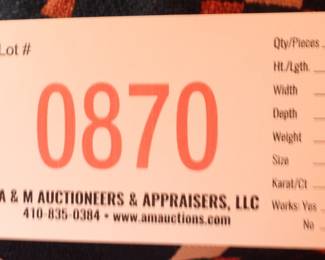 Lot #
0870
A & M AUCTIONEERS & APPRAISERS, LLC
410-835-0384 • www.amauctions.com
Qty/Pieces
Ht./Lgth.
Width
Depth
Weight
Size
Karat/Ct
Works: Yes
No